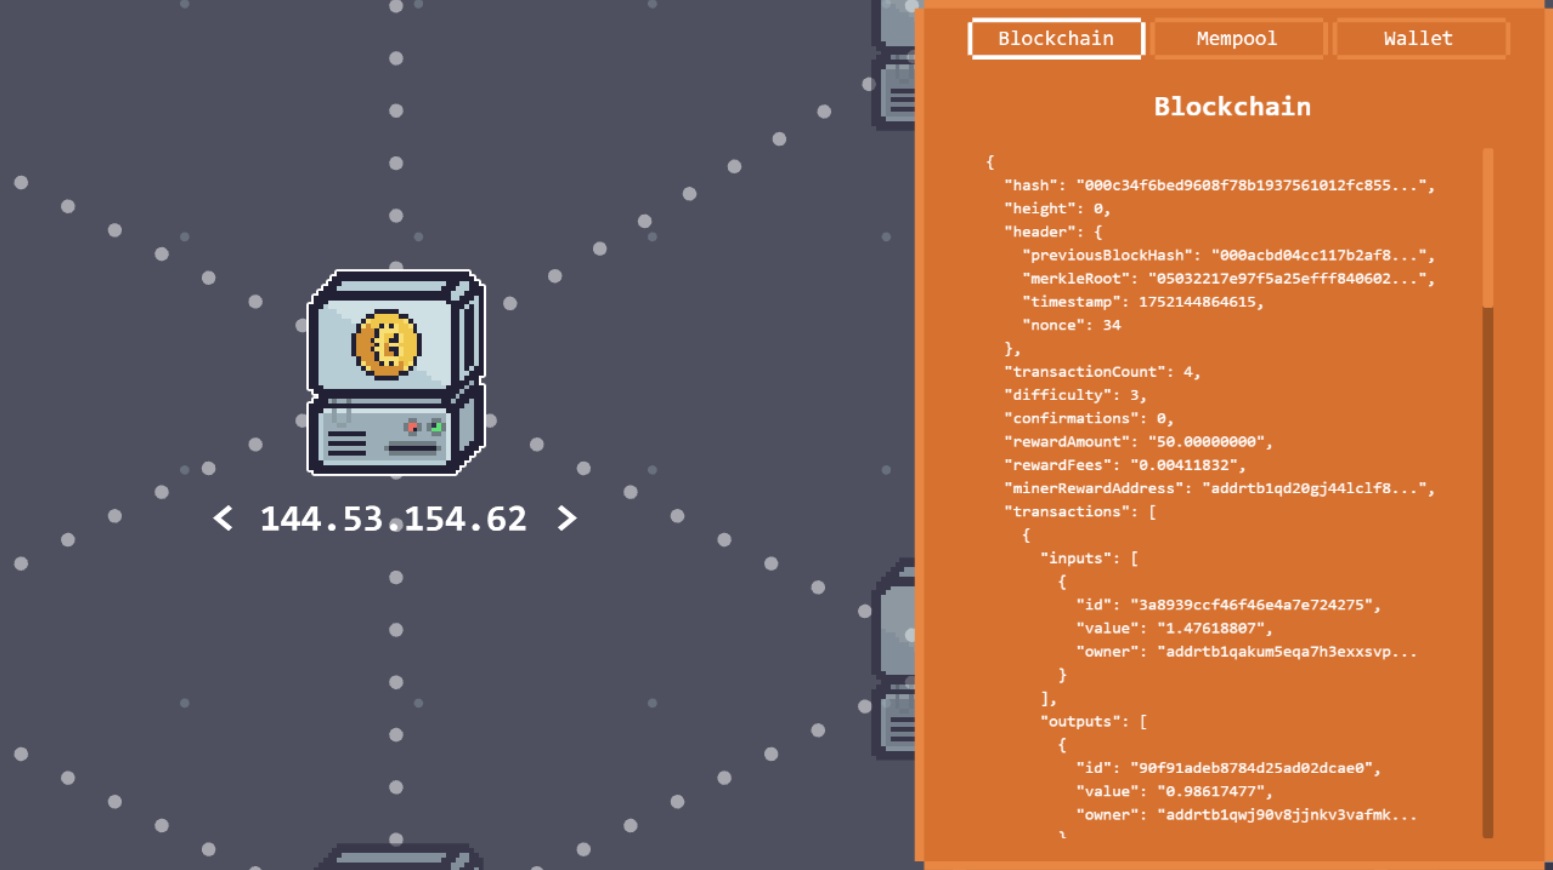 Blockchain Mempool Wallet
Blockchain
{
"hash": "000c34f6bed9608f78b1937561012fc855...",
"height": 0,
"header": {
"previousBlockHash": "000acbd04cc117b2af8...",
"merkleRoot": "05032217e97f5a25efff840602...",
"timestamp": 1752144864615,
"nonce": 34
},
"transactionCount": 4,
"difficulty": 3,
"confirmations": 0,
"rewardAmount": "50.00000000",
"rewardFees": "0.00411832",
"minerRewardAddress": "addrtb1qd20gj44lclf8...",
"transactions": [
{
"inputs": [
{
"id": "3a8939ccf46f46e4a7e724275",
"value": "1.47618807",
"owner": "addrtb1qakum5eqa7h3exxsvp...
}
],
"outputs": [
{
"id": "90f91adeb8784d25ad02dcae0",
"value": "0.98617477",
"owner": "addrtb1qwj90v8jjnkv3vafmk...
}
< 144.53.154.62 >